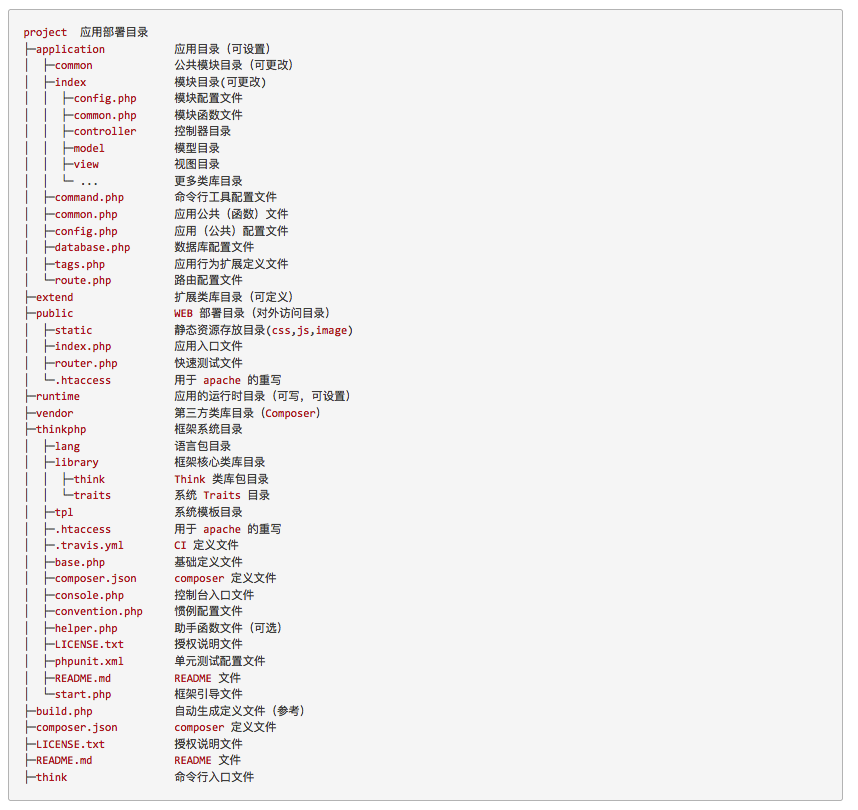 project  应用部署目录
├─application           应用目录（可设置）
│  ├─common             公共模块目录（可更改）
│  ├─index              模块目录(可更改)
│  │  ├─config.php      模块配置文件
│  │  ├─common.php      模块函数文件
│  │  ├─controller      控制器目录
│  │  ├─model           模型目录
│  │  ├─view            视图目录
│  │  └─ ...            更多类库目录
│  ├─command.php        命令行工具配置文件
│  ├─common.php         应用公共（函数）文件
│  ├─config.php         应用（公共）配置文件
│  ├─database.php       数据库配置文件
│  ├─tags.php           应用行为扩展定义文件
│  └─route.php          路由配置文件
├─extend                扩展类库目录（可定义）
├─public                WEB 部署目录（对外访问目录）
│  ├─static             静态资源存放目录(css,js,image)
│  ├─index.php          应用入口文件
│  ├─router.php         快速测试文件
│  └─.htaccess          用于 apache 的重写
├─runtime               应用的运行时目录（可写，可设置）
├─vendor                第三方类库目录（Composer）
├─thinkphp              框架系统目录
│  ├─lang               语言包目录
│  ├─library            框架核心类库目录
│  │  ├─think           Think 类库包目录
│  │  └─traits          系统 Traits 目录
│  ├─tpl                系统模板目录
│  ├─.htaccess          用于 apache 的重写
│  ├─.travis.yml        CI 定义文件
│  ├─base.php           基础定义文件
│  ├─composer.json      composer 定义文件
│  ├─console.php        控制台入口文件
│  ├─convention.php     惯例配置文件
│  ├─helper.php         助手函数文件（可选）
│  ├─LICENSE.txt        授权说明文件
│  ├─phpunit.xml        单元测试配置文件
│  ├─README.md          README 文件
│  └─start.php          框架引导文件
├─build.php             自动生成定义文件（参考）
├─composer.json         composer 定义文件
├─LICENSE.txt           授权说明文件
├─README.md             README 文件
├─think                 命令行入口文件